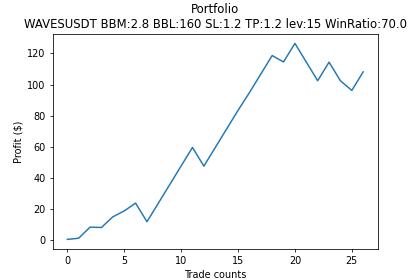 Portfolio
WAVESUSDT BBM:2.8 BBL:160 SL:1.2 TP:1.2 lev:15 WinRatio:70.0
Profit ($)
120
100
80
60
40
20
0
0 5 10 15 20 25
Trade counts